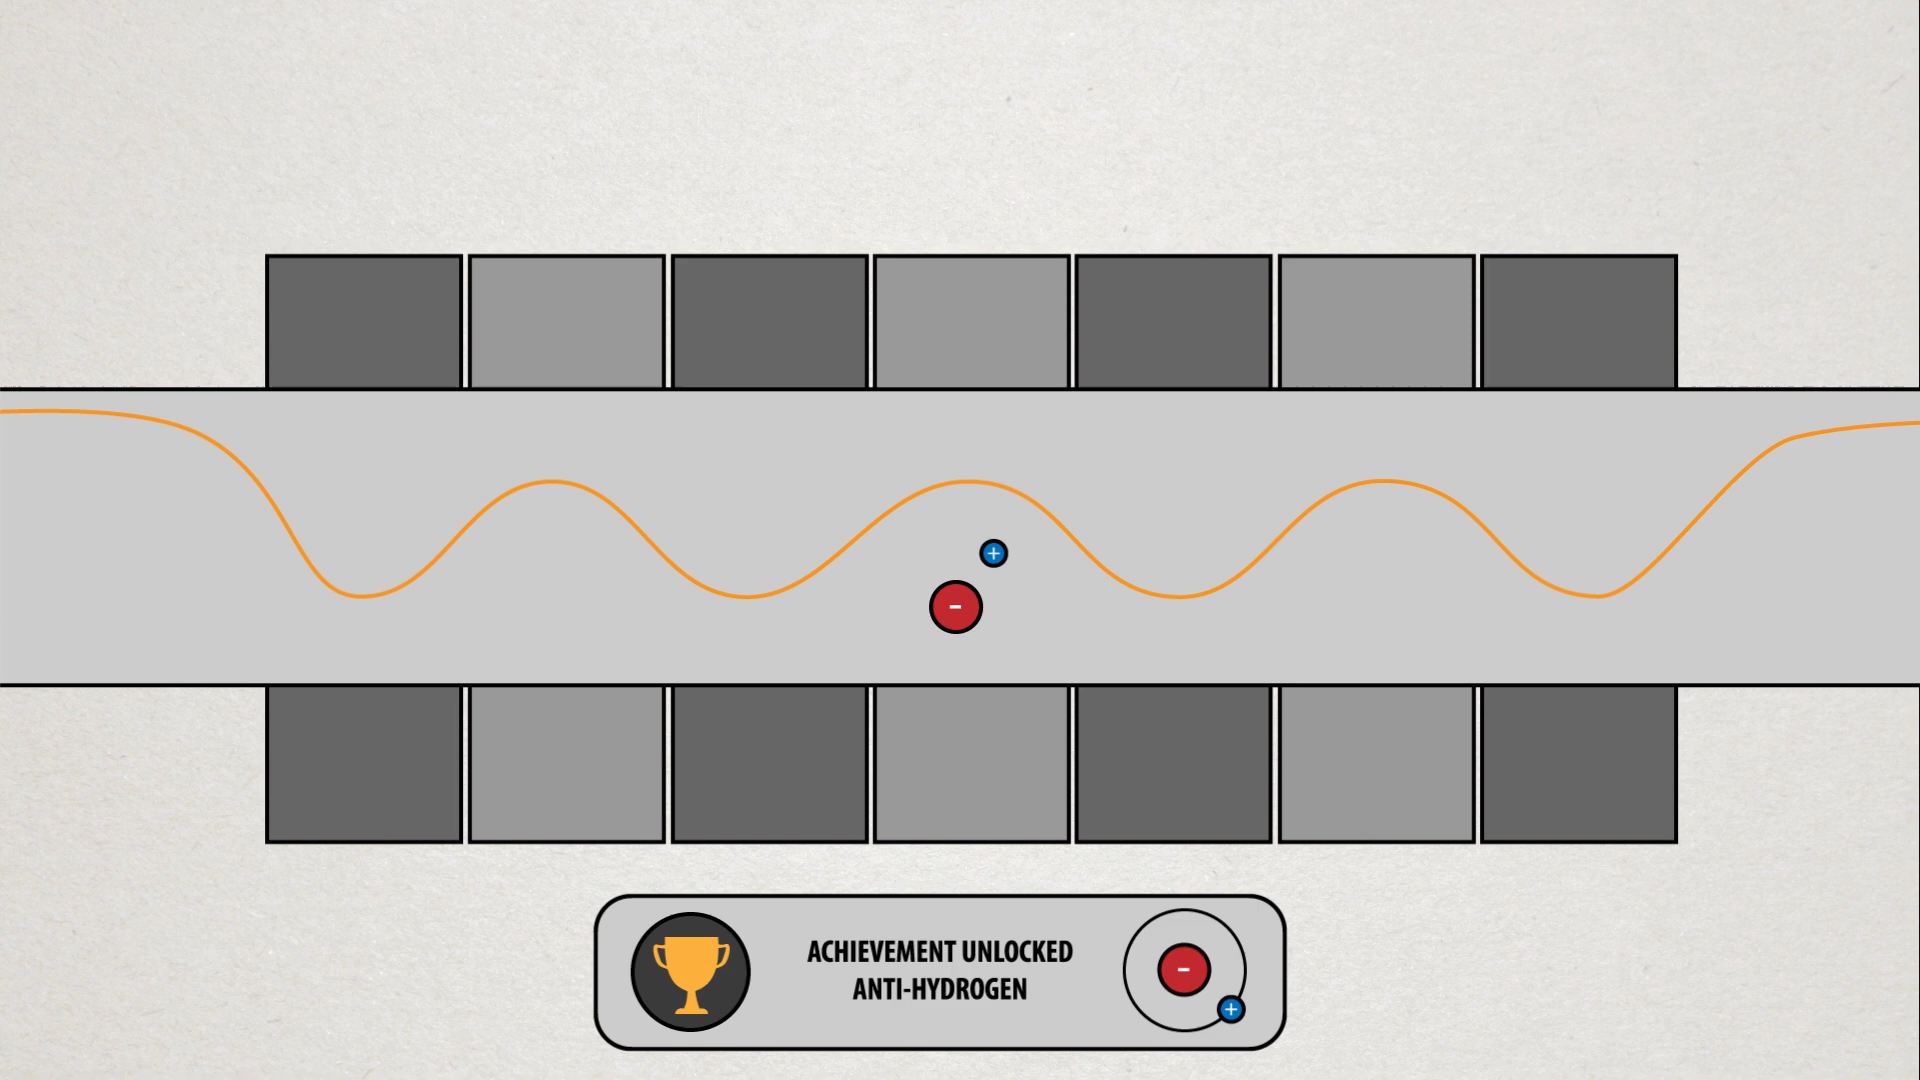 +
-
ACHIEVEMENT UNLOCKED
ANTI-HYDROGEN
-
+